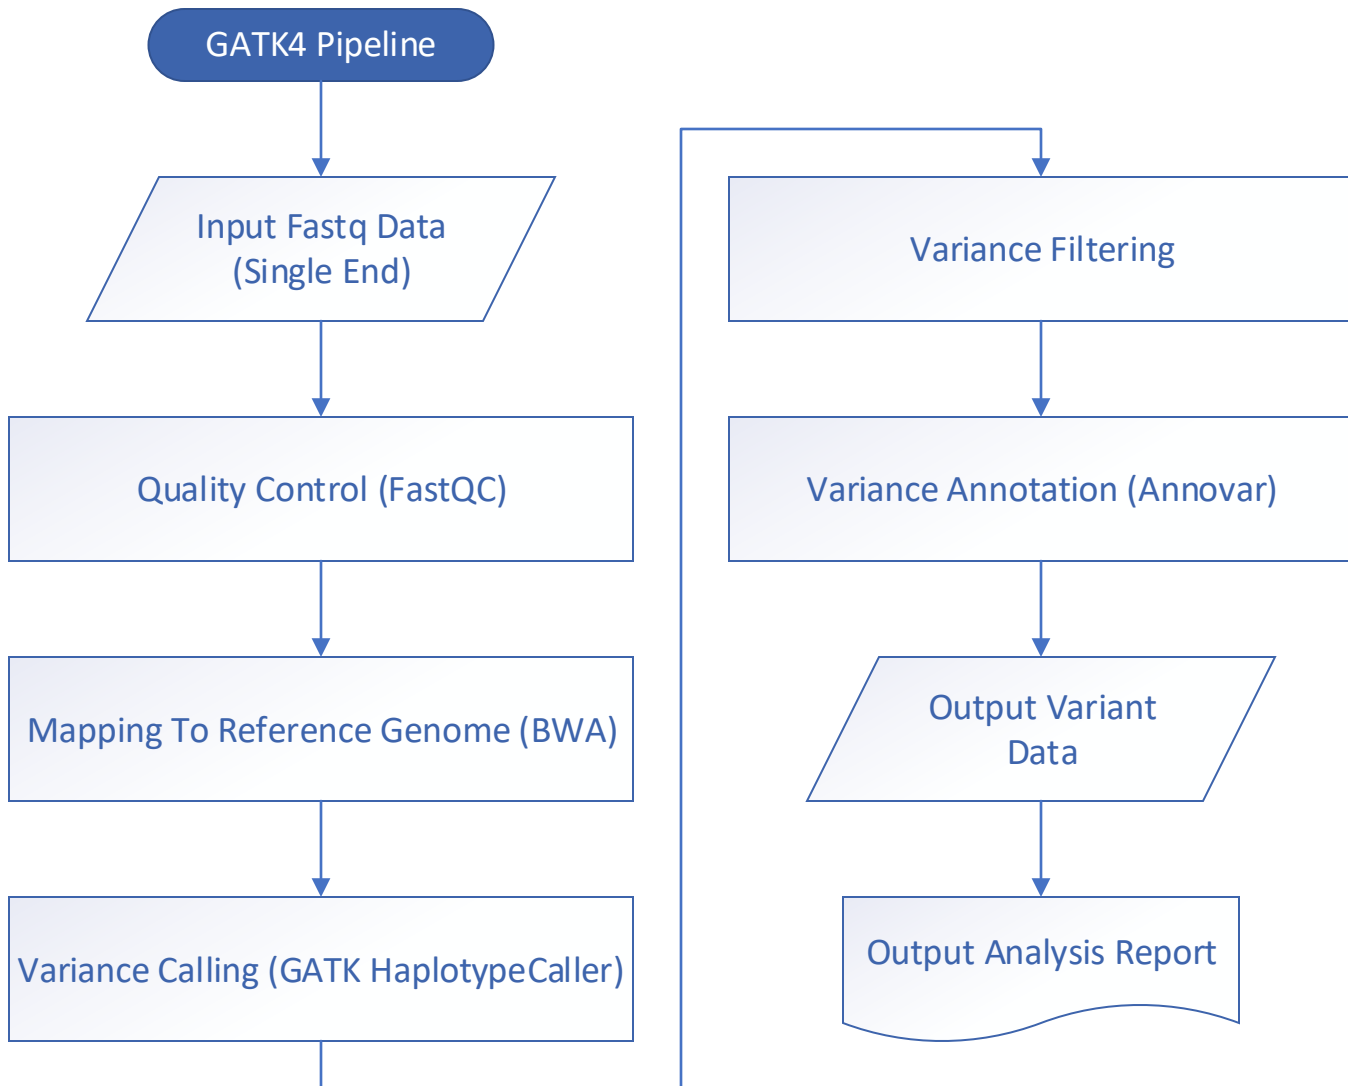 GATK4 Pipeline
Input Fastq Data
(Single End)
Quality Control (FastQC)
Mapping To Reference Genome (BWA)
Variance Calling (GATK HaplotypeCaller)
Variance Filtering
Variance Annotation (Annovar)
Output Variant
Data
Output Analysis Report